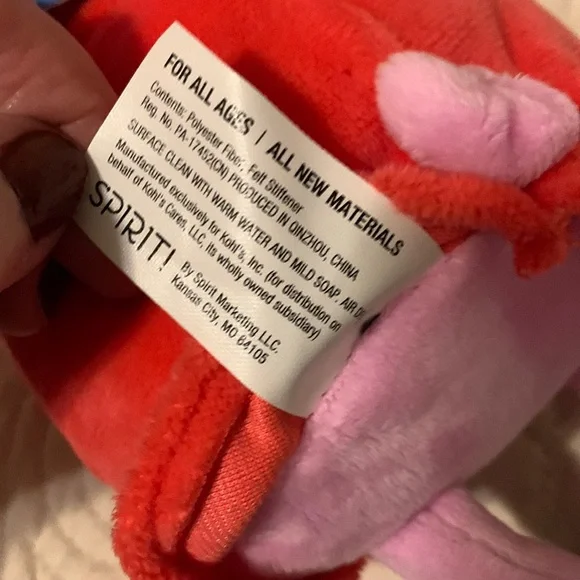 FOR ALL AGES | ALL NEW MATERIALS
Contents: Polyester Fiber, Felt Stiffener
Reg. No. PA-17452(CN) PRODUCED IN QINZHOU, CHINA
SURFACE CLEAN WITH WARM WATER AND MILD SOAP, AIR
Manufactured exclusively for Kohl's, Inc. (for distribution on
behalf of Kohl's Cares, LLC, its wholly owned subsidiary)
SPIRIT!
By Spirit Marketing LLC.
Kansas City, MO 64105